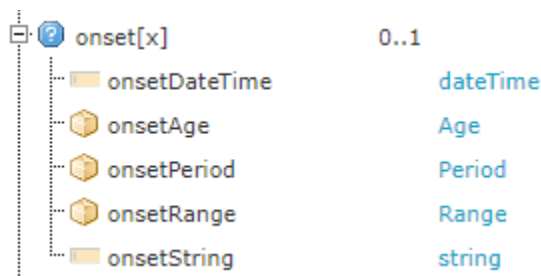 onset[x] 0..1
onsetDateTime dateTime
onsetAge Age
onsetPeriod Period
onsetRange Range
onsetString string